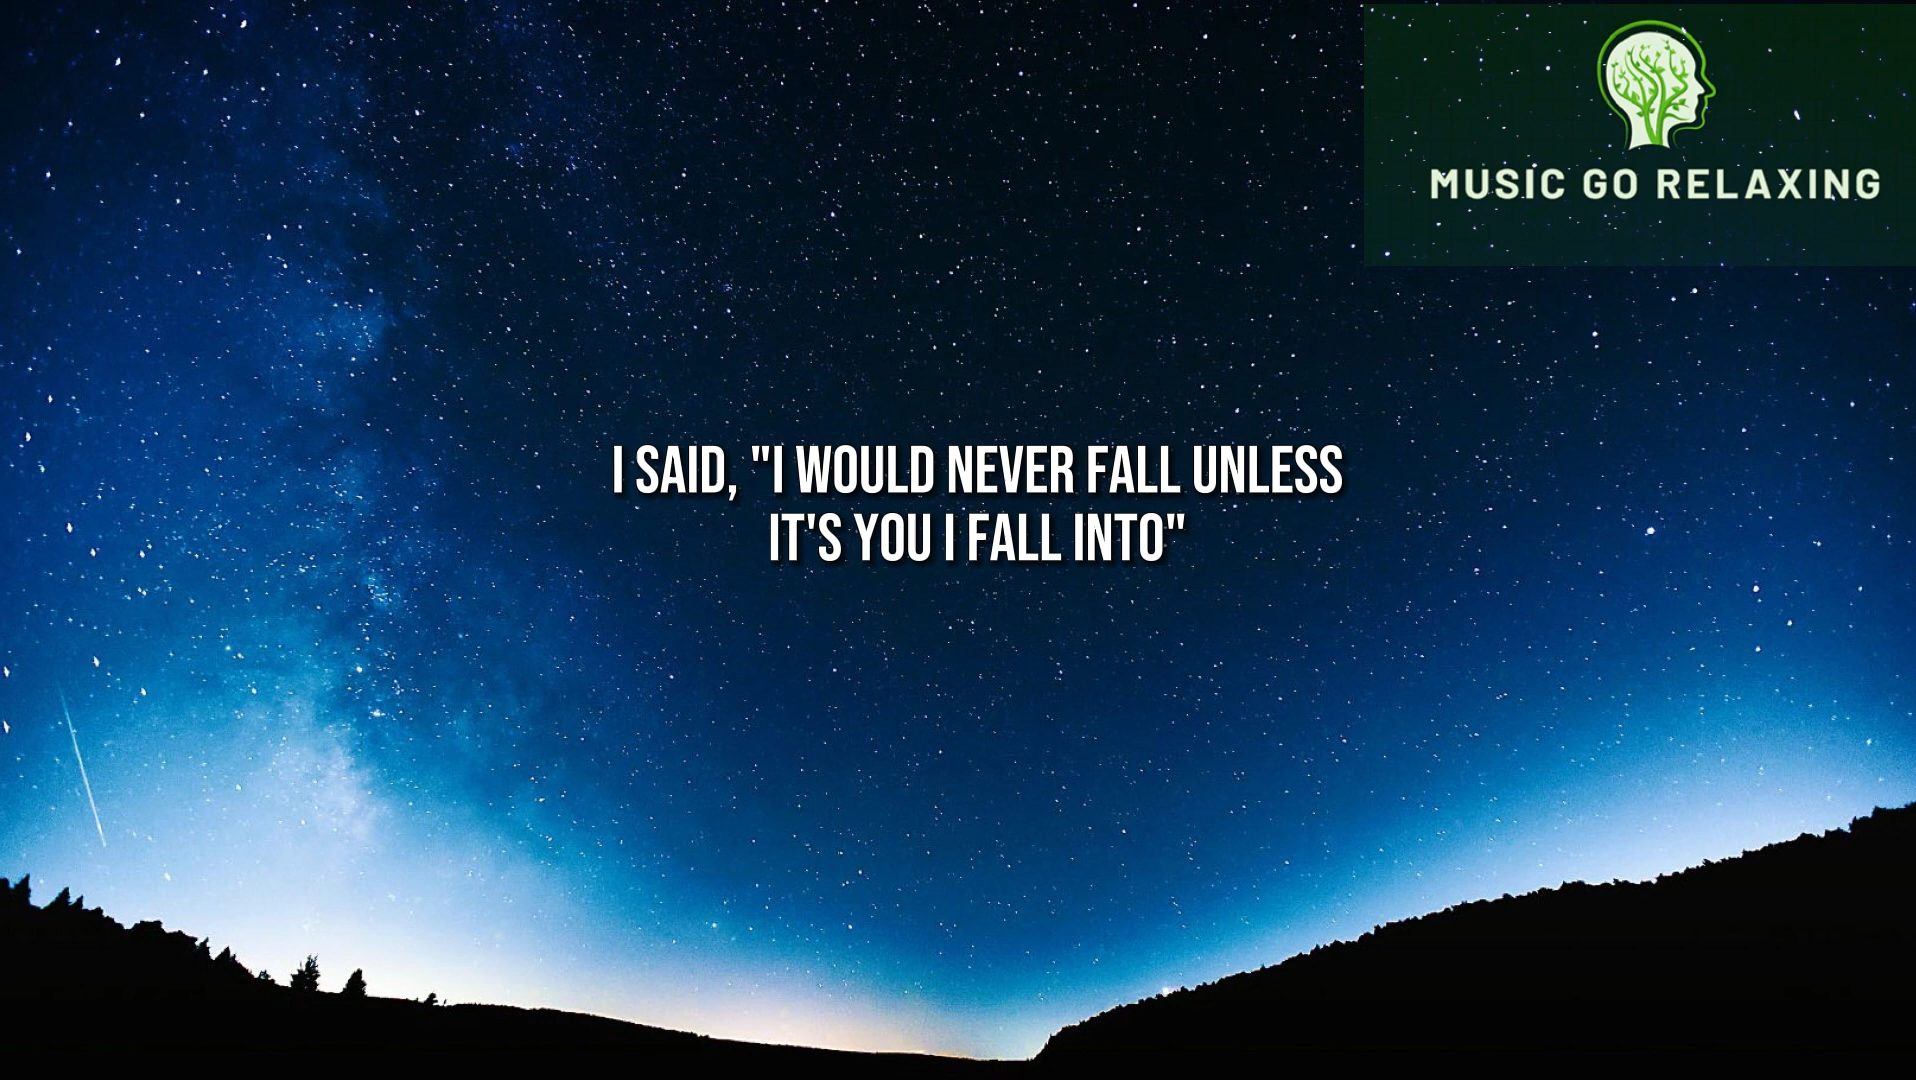 MUSIC GO RELAXING
I SAID, "I WOULD NEVER FALL UNLESS
IT'S YOU I FALL INTO"